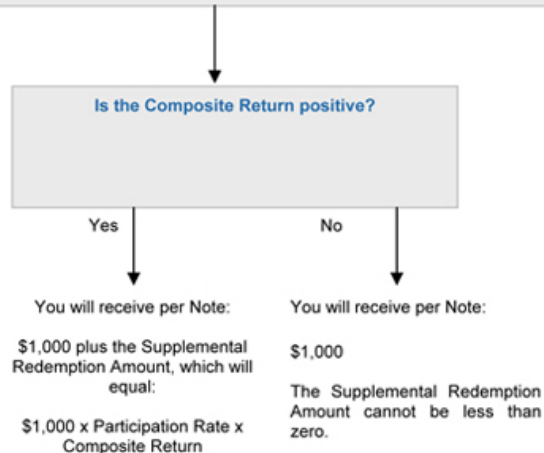 Is the Composite Return positive?
Yes
No
You will receive per Note:
$1,000 plus the Supplemental
Redemption Amount, which will
equal:
$1,000 x Participation Rate x
Composite Return
You will receive per Note:
$1,000
The Supplemental Redemption
Amount cannot be less than
zero.